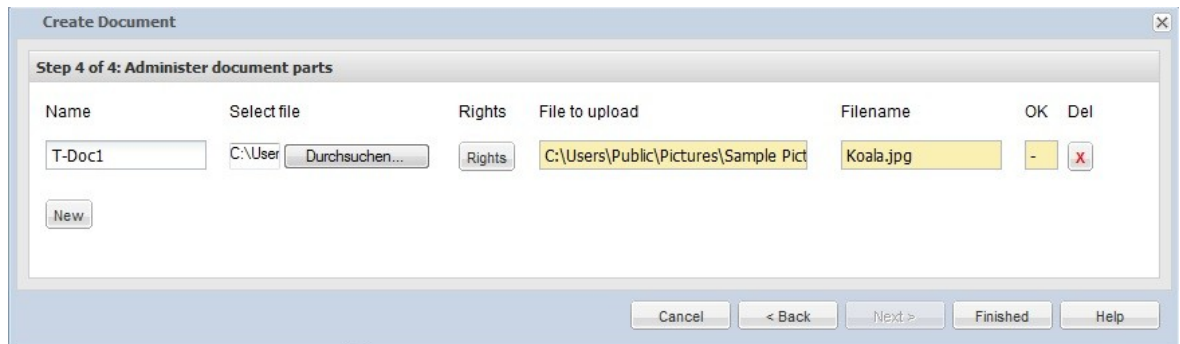 Create Document
Step 4 of 4: Administer document parts
Name Select file Rights File to upload Filename OK Del
T-Doc1 C:\User Durchsuchen... Rights C:\Users\Public\Pictures\Sample Pict Koala.jpg - X
New
Cancel < Back Next > Finished Help